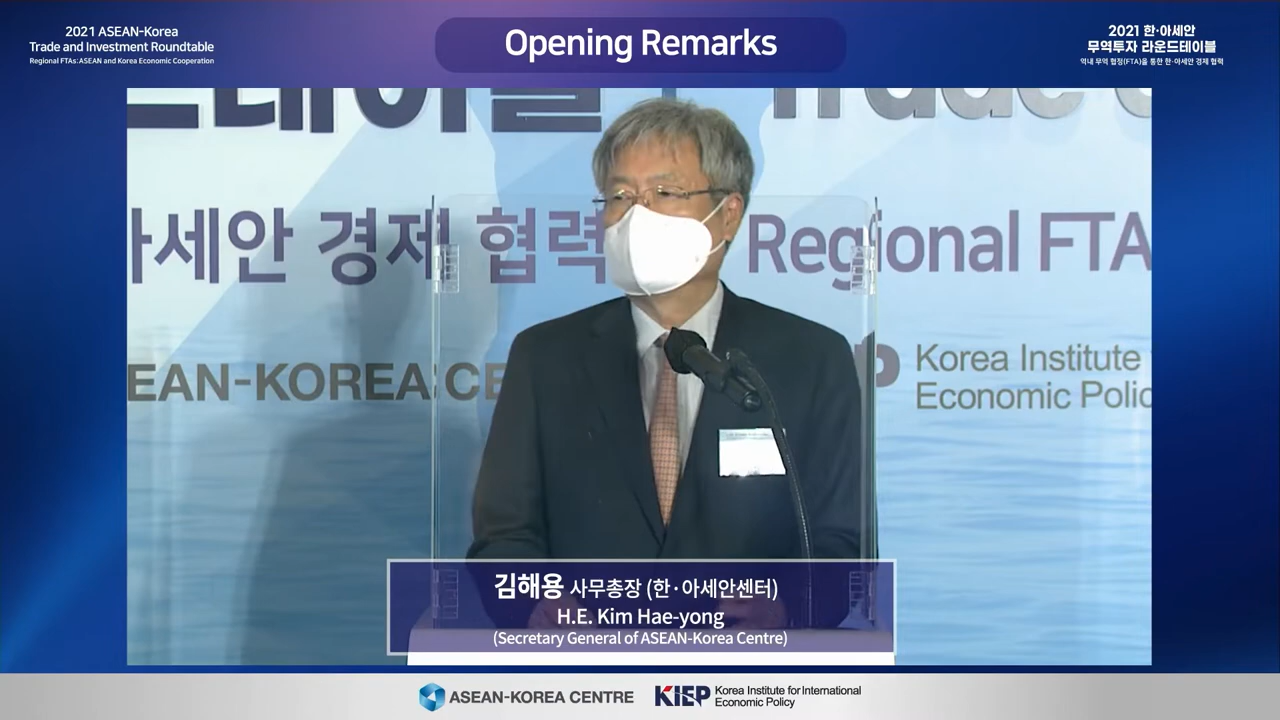 2021 ASEAN-Korea
Trade and Investment Roundtable
Regional FTAs: ASEAN and Korea Economic Cooperation
Opening Remarks
2021 한·아세안
무역투자 라운드테이블
역내 무역 협정(FTA)을 통한 한·아세안 경제 협력
아세안 경제 협력
Regional FTA
EAN-KOREA CE
Korea Institute
Economic Polic
김해용 사무총장 (한·아세안센터)
H.E. Kim Hae-yong
(Secretary General of ASEAN-Korea Centre)
ASEAN-KOREA CENTRE
KIEP Korea Institute for International
Economic Policy